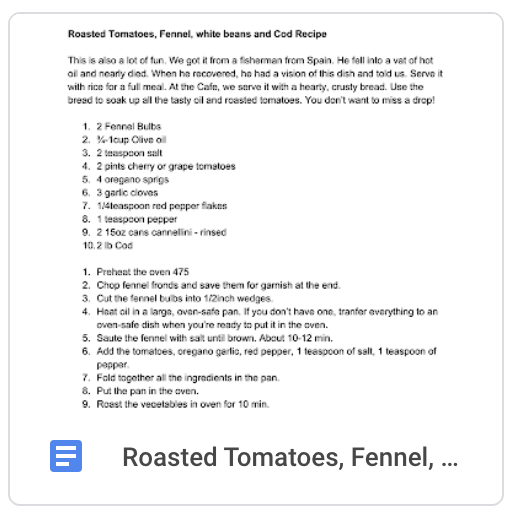 Roasted Tomatoes, Fennel, white beans and Cod Recipe
This is also a lot of fun. We got it from a fisherman from Spain. He fell into a vat of hot
oil and nearly died. When he recovered, he had a vision of this dish and told us. Serve it
with rice for a full meal. At the Cafe, we serve it with a hearty, crusty bread. Use the
bread to soak up all the tasty oil and roasted tomatoes. You don't want to miss a drop!
1. 2 Fennel Bulbs
2. ¾-1cup Olive oil
3. 2 teaspoon salt
4. 2 pints cherry or grape tomatoes
5. 4 oregano sprigs
6. 3 garlic cloves
7. 1/4teaspoon red pepper flakes
8. 1 teaspoon pepper
9. 2 15oz cans cannellini - rinsed
10. 2 lb Cod
1. Preheat the oven 475
2. Chop fennel fronds and save them for garnish at the end.
3. Cut the fennel bulbs into 1/2inch wedges.
4. Heat oil in a large, oven-safe pan. If you don't have one, tranfer everything to an
oven-safe dish when you're ready to put it in the oven.
5. Saute the fennel with salt until brown. About 10-12 min.
6. Add the tomatoes, oregano garlic, red pepper, 1 teaspoon of salt, 1 teaspoon of
pepper.
7. Fold together all the ingredients in the pan.
8. Put the pan in the oven.
9. Roast the vegetables in oven for 10 min.
Roasted Tomatoes, Fennel, ...